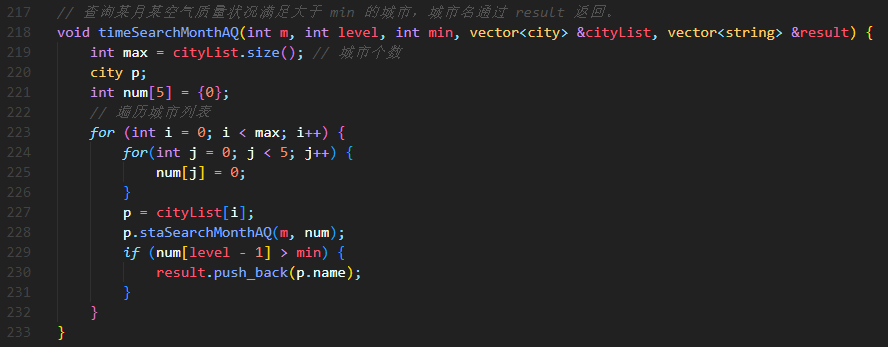 217 // 查询某月某空气质量状况满足大于 min 的城市，城市名通过 result 返回。
218 void timeSearchMonthAQ(int m, int level, int min, vector<city> &cityList, vector<string> &result) {
219     int max = cityList.size(); // 城市个数
220     city p;
221     int num[5] = {0};
222     // 遍历城市列表
223     for (int i = 0; i < max; i++) {
224         for(int j = 0; j < 5; j++) {
225             num[j] = 0;
226         }
227         p = cityList[i];
228         p.staSearchMonthAQ(m, num);
229         if (num[level - 1] > min) {
230             result.push_back(p.name);
231         }
232     }
233 }